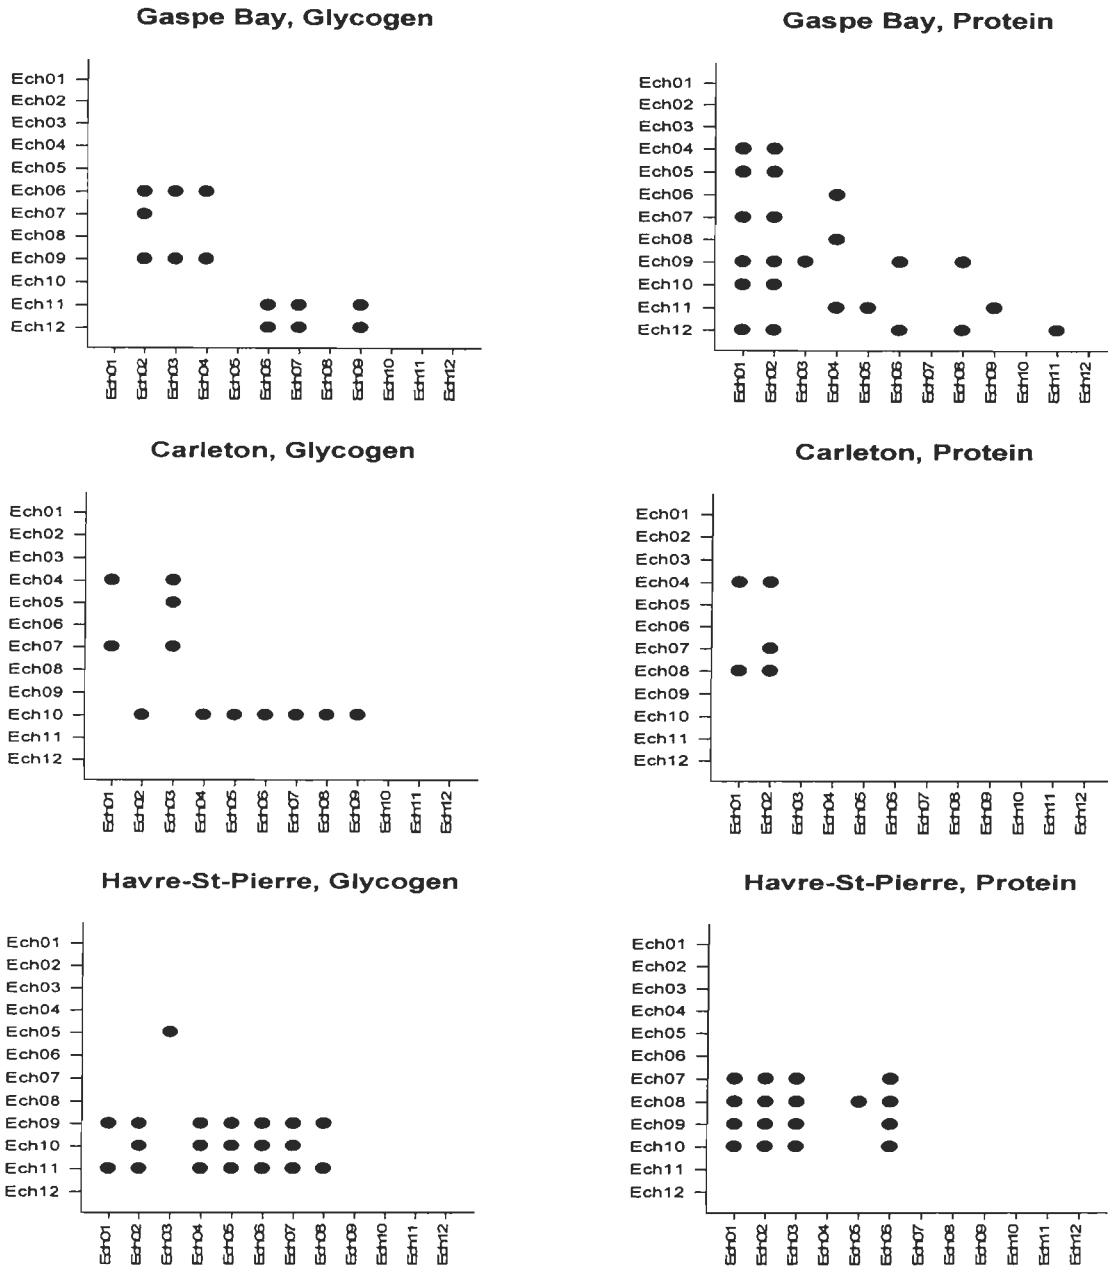 Gaspe Bay, Glycogen
Ech01
Ech02
Ech03
Ech04
Ech05
Ech06
Ech07
Ech08
Ech09
Ech10
Ech11
Ech12
Ech01 Ech02 Ech03 Ech04 Ech05 Ech06 Ech07 Ech08 Ech09 Ech10 Ech11 Ech12
Gaspe Bay, Protein
Ech01
Ech02
Ech03
Ech04
Ech05
Ech06
Ech07
Ech08
Ech09
Ech10
Ech11
Ech12
Ech01 Ech02 Ech03 Ech04 Ech05 Ech06 Ech07 Ech08 Ech09 Ech10 Ech11 Ech12
Carleton, Glycogen
Ech01
Ech02
Ech03
Ech04
Ech05
Ech06
Ech07
Ech08
Ech09
Ech10
Ech11
Ech12
Ech01 Ech02 Ech03 Ech04 Ech05 Ech06 Ech07 Ech08 Ech09 Ech10 Ech11 Ech12
Carleton, Protein
Ech01
Ech02
Ech03
Ech04
Ech05
Ech06
Ech07
Ech08
Ech09
Ech10
Ech11
Ech12
Ech01 Ech02 Ech03 Ech04 Ech05 Ech06 Ech07 Ech08 Ech09 Ech10 Ech11 Ech12
Havre-St-Pierre, Glycogen
Ech01
Ech02
Ech03
Ech04
Ech05
Ech06
Ech07
Ech08
Ech09
Ech10
Ech11
Ech12
Ech01 Ech02 Ech03 Ech04 Ech05 Ech06 Ech07 Ech08 Ech09 Ech10 Ech11 Ech12
Havre-St-Pierre, Protein
Ech01
Ech02
Ech03
Ech04
Ech05
Ech06
Ech07
Ech08
Ech09
Ech10
Ech11
Ech12
Ech01 Ech02 Ech03 Ech04 Ech05 Ech06 Ech07 Ech08 Ech09 Ech10 Ech11 Ech12